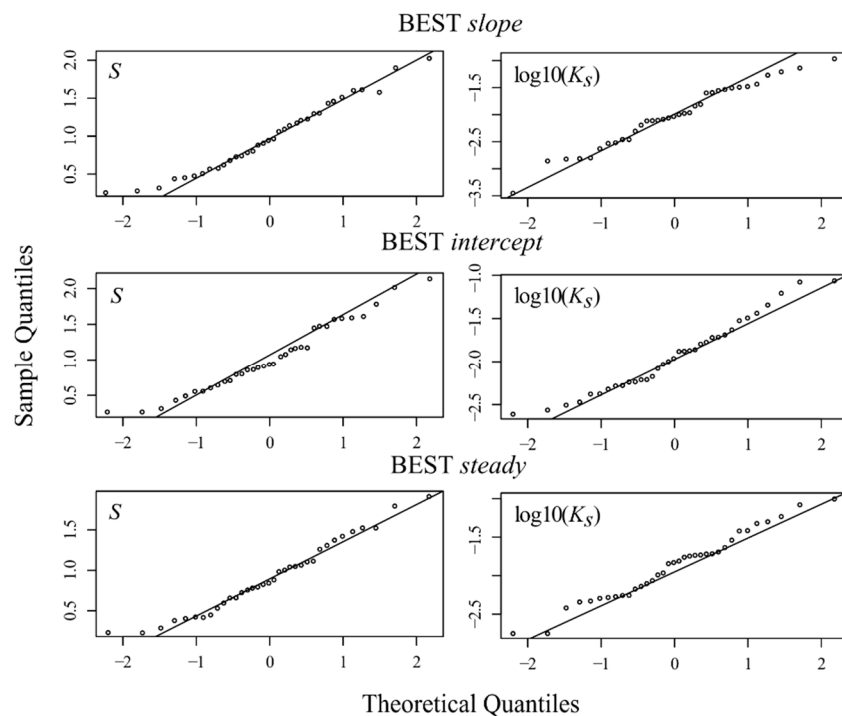 BEST slope
S
log10(Ks)
2.0
1.5
1.0
0.5
−1.5
−2.5
−3.5
−2 −1 0 1 2
−2 −1 0 1 2
BEST intercept
S
log10(Ks)
2.0
1.5
1.0
0.5
−1.0
−1.5
−2.0
−2.5
−2 −1 0 1 2
−2 −1 0 1 2
BEST steady
S
log10(Ks)
1.5
1.0
0.5
−1.5
−2.5
−2 −1 0 1 2
−2 −1 0 1 2
Sample Quantiles
Theoretical Quantiles